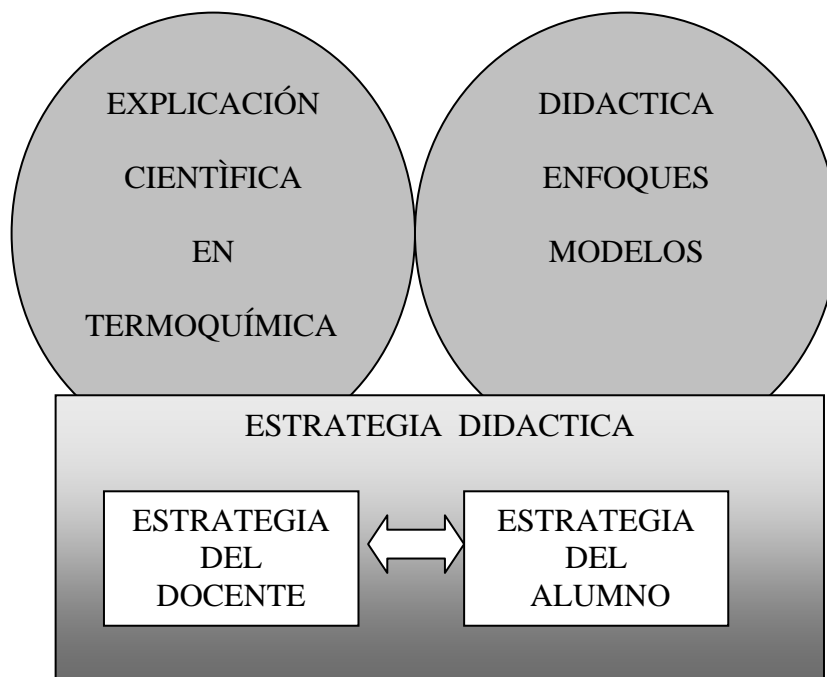 EXPLICACIÓN
CIENTÌFICA
EN
TERMOQUÍMICA
DIDACTICA
ENFOQUES
MODELOS
ESTRATEGIA DIDACTICA
ESTRATEGIA
DEL
DOCENTE
ESTRATEGIA
DEL
ALUMNO